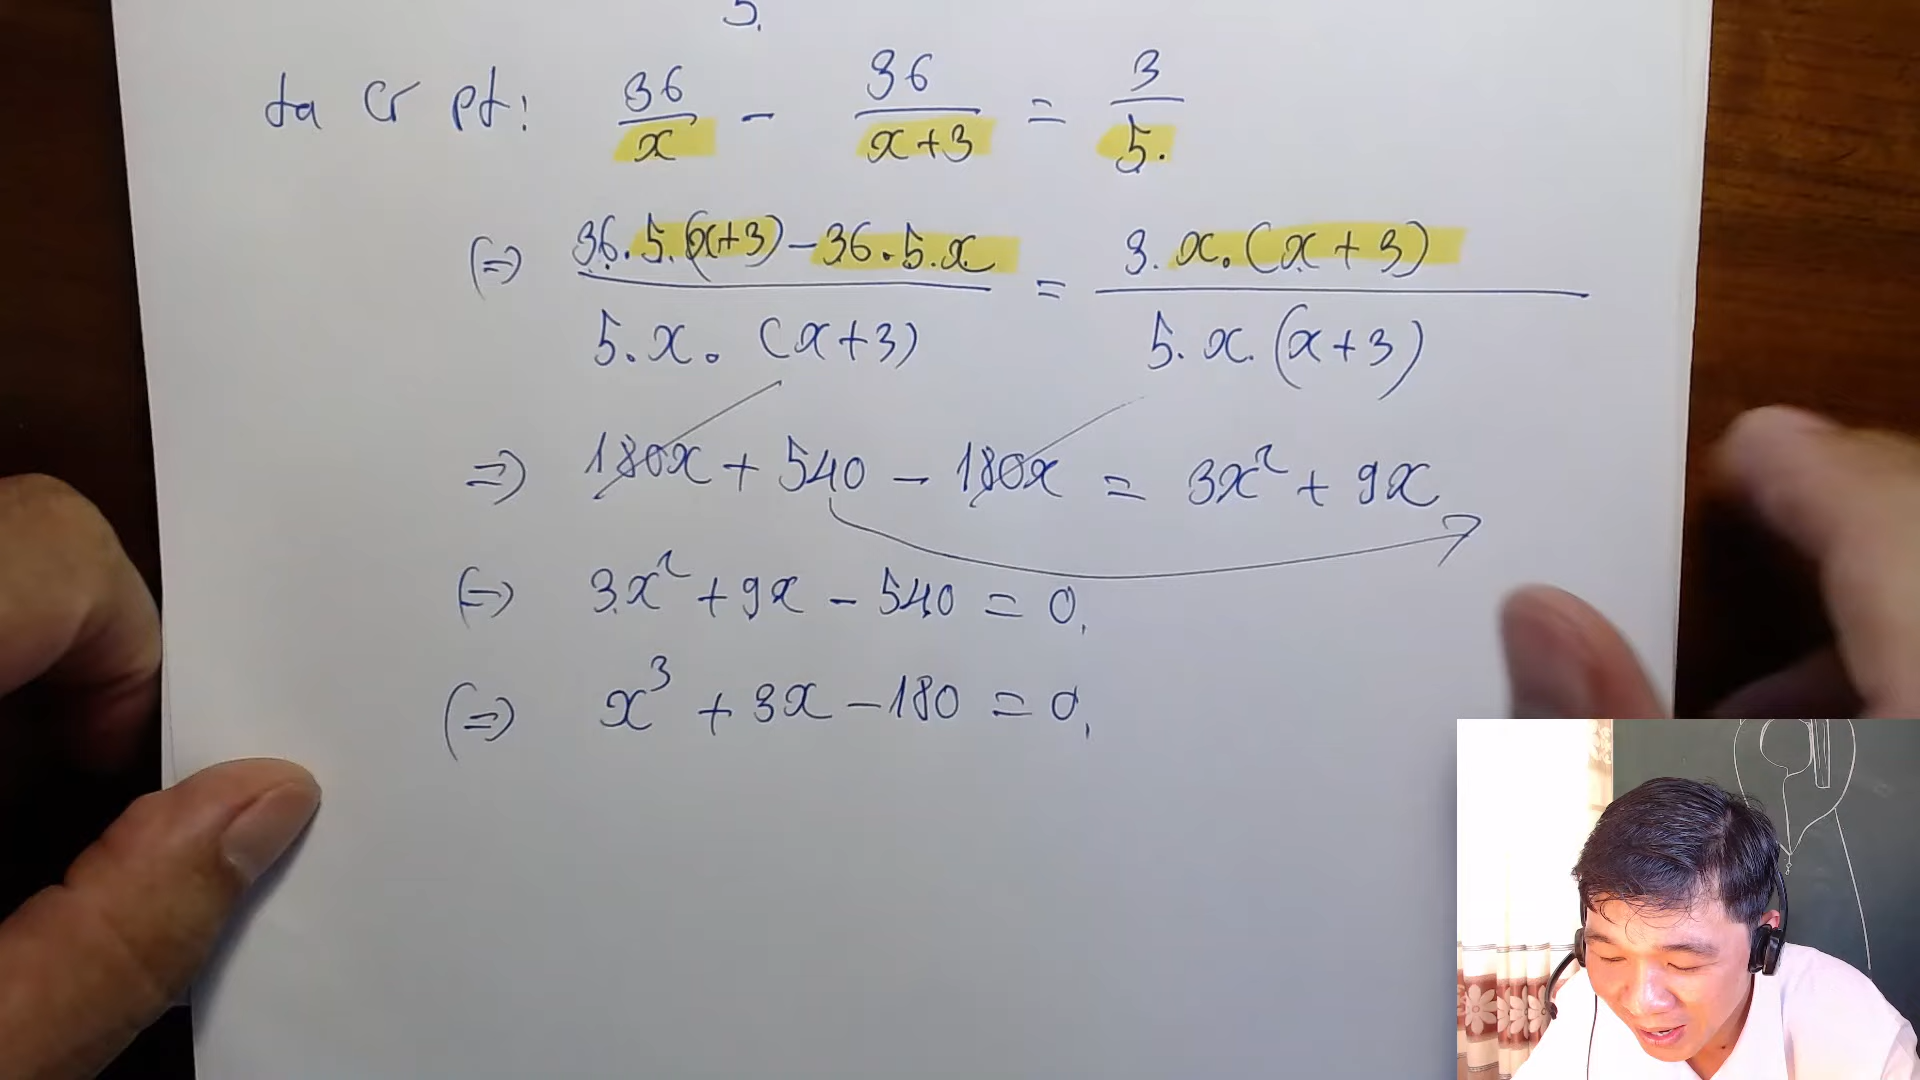 5.
ta có pt: 36/x - 36/(x+3) = 3/5.
(=) (36.5.(x+3) - 36.5.x)/(5.x.(x+3)) = (3.x.(x+3))/(5.x.(x+3))
=) 180x + 540 - 180x = 3x² + 9x
(=) 3x² + 9x - 540 = 0.
(=) x³ + 3x - 180 = 0.